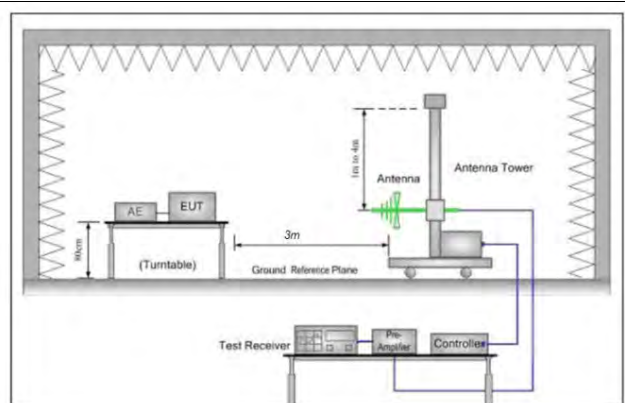 1m to 4m
Antenna
Antenna Tower
AE
EUT
80cm
(Turntable)
3m
Ground Reference Plane
Test Receiver
Pre-
Amplifier
Controller